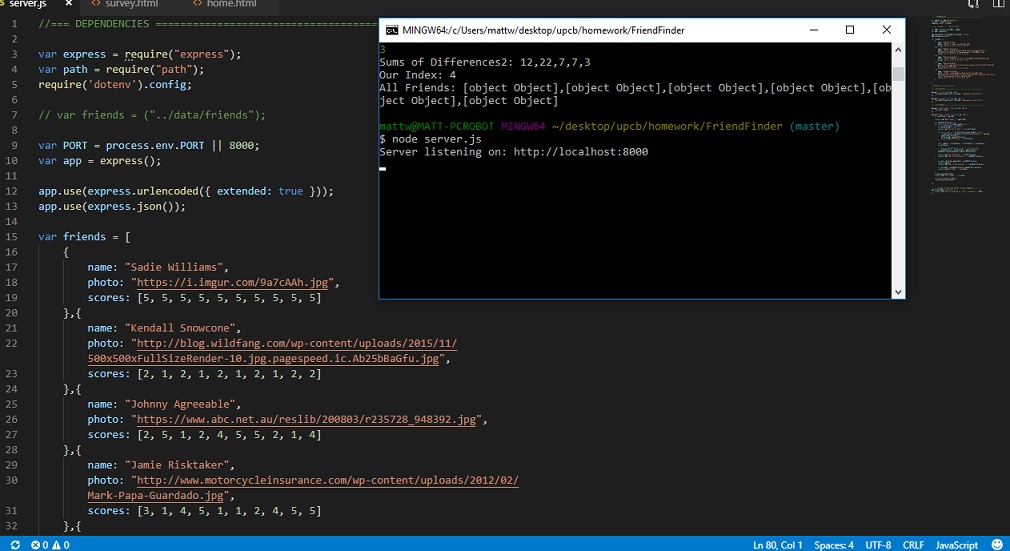 server.js × <> survey.html <> home.html
1 //=== DEPENDENCIES ====================================
2
3 var express = require("express");
4 var path = require("path");
5 require('dotenv').config;
6
7 // var friends = ("../data/friends");
8
9 var PORT = process.env.PORT || 8000;
10 var app = express();
11
12 app.use(express.urlencoded({ extended: true }));
13 app.use(express.json());
14
15 var friends = [
16 {
17 name: "Sadie Williams",
18 photo: "https://i.imgur.com/9a7cAAh.jpg",
19 scores: [5, 5, 5, 5, 5, 5, 5, 5, 5, 5]
20 },{
21 name: "Kendall Snowcone",
22 photo: "http://blog.wildfang.com/wp-content/uploads/2015/11/
500x500xFullSizeRender-10.jpg.pagespeed.ic.Ab25bBaGfu.jpg",
23 scores: [2, 1, 2, 1, 2, 1, 2, 1, 2, 2]
24 },{
25 name: "Johnny Agreeable",
26 photo: "https://www.abc.net.au/reslib/200803/r235728_948392.jpg",
27 scores: [2, 5, 1, 2, 4, 5, 5, 2, 1, 4]
28 },{
29 name: "Jamie Risktaker",
30 photo: "http://www.motorcycleinsurance.com/wp-content/uploads/2012/02/
Mark-Papa-Guardado.jpg",
31 scores: [3, 1, 4, 5, 1, 1, 2, 4, 5, 5]
32 },{
MINGW64:/c/Users/mattw/desktop/upcb/homework/FriendFinder
3
Sums of Differences2: 12,22,7,7,3
Our Index: 4
All Friends: [object Object],[object Object],[object Object],[object Object],[ob
ject Object],[object Object]
mattw@MATT-PCROBOT MINGW64 ~/desktop/upcb/homework/FriendFinder (master)
$ node server.js
Server listening on: http://localhost:8000
0 0 Ln 80, Col 1 Spaces: 4 UTF-8 CRLF JavaScript